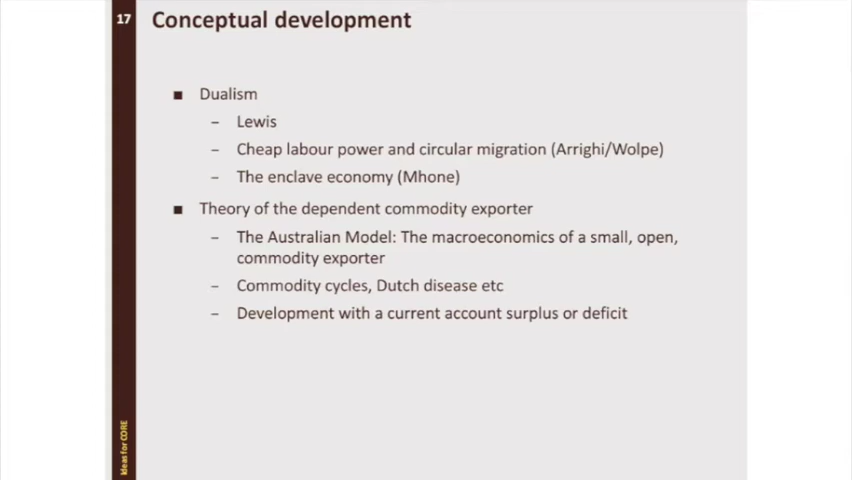 17 Conceptual development
■ Dualism
– Lewis
– Cheap labour power and circular migration (Arrighi/Wolpe)
– The enclave economy (Mhone)
■ Theory of the dependent commodity exporter
– The Australian Model: The macroeconomics of a small, open,
commodity exporter
– Commodity cycles, Dutch disease etc
– Development with a current account surplus or deficit
Ideas for CORE